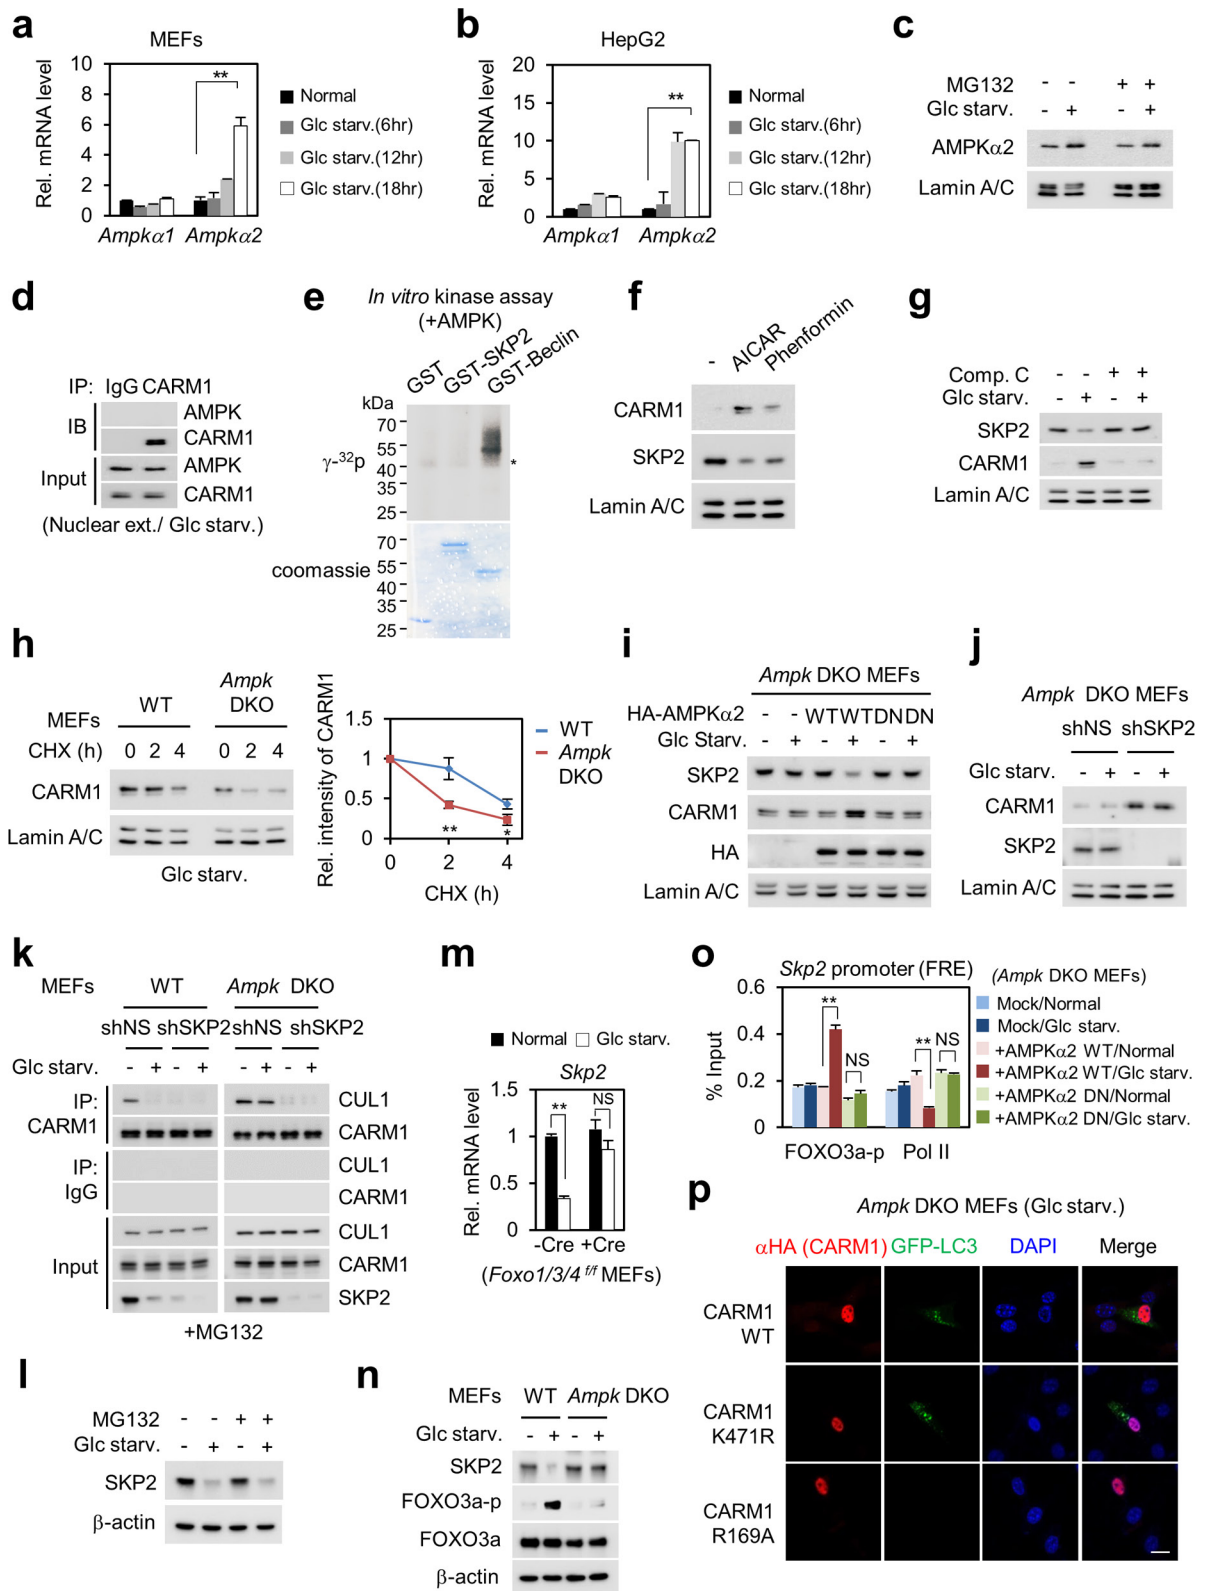 a
MEFs
Rel. mRNA level
10
8
6
4
2
0
**
Ampkα1 Ampkα2
Normal
Glc starv.(6hr)
Glc starv.(12hr)
Glc starv.(18hr)
b
HepG2
Rel. mRNA level
20
15
10
5
0
**
Ampkα1 Ampkα2
Normal
Glc starv.(6hr)
Glc starv.(12hr)
Glc starv.(18hr)
c
MG132 - - + +
Glc starv. - + - +
AMPKα2
Lamin A/C
d
IP: IgG CARM1
IB
AMPK
CARM1
Input
AMPK
CARM1
(Nuclear ext./ Glc starv.)
e
In vitro kinase assay
(+AMPK)
GST
GST-SKP2
GST-Beclin
kDa
70
55
40
35
25
γ-³²p
*
coomassie
70
55
40
35
25
f
- AICAR Phenformin
CARM1
SKP2
Lamin A/C
g
Comp. C - - + +
Glc starv. - + - +
SKP2
CARM1
Lamin A/C
h
WT Ampk DKO
MEFs
CHX (h) 0 2 4 0 2 4
CARM1
Lamin A/C
Glc starv.
Rel. intensity of CARM1
1.5
1
0.5
0
** *
0 2 4
CHX (h)
WT
Ampk
DKO
i
Ampk DKO MEFs
HA-AMPKα2 - - WT WT DN DN
Glc Starv. - + - + - +
SKP2
CARM1
HA
Lamin A/C
j
Ampk DKO MEFs
shNS shSKP2
Glc starv. - + - +
CARM1
SKP2
Lamin A/C
k
MEFs WT Ampk DKO
shNS shSKP2 shNS shSKP2
Glc starv. - + - + - + - +
IP:
CARM1
CUL1
CARM1
IP:
IgG
CUL1
CARM1
Input
CUL1
CARM1
SKP2
+MG132
l
MG132 - - + +
Glc starv. - + - +
SKP2
β-actin
m
Normal Glc starv.
Skp2
Rel. mRNA level
1.5
1
0.5
0
** NS
-Cre +Cre
(Foxo1/3/4 f/f MEFs)
n
MEFs WT Ampk DKO
Glc starv. - + - +
SKP2
FOXO3a-p
FOXO3a
β-actin
o
Skp2 promoter (FRE)
% Input
0.6
0.4
0.2
0
** NS ** NS
FOXO3a-p Pol II
(Ampk DKO MEFs)
Mock/Normal
Mock/Glc starv.
+AMPKα2 WT/Normal
+AMPKα2 WT/Glc starv.
+AMPKα2 DN/Normal
+AMPKα2 DN/Glc starv.
p
Ampk DKO MEFs (Glc starv.)
αHA (CARM1) GFP-LC3 DAPI Merge
CARM1
WT
CARM1
K471R
CARM1
R169A